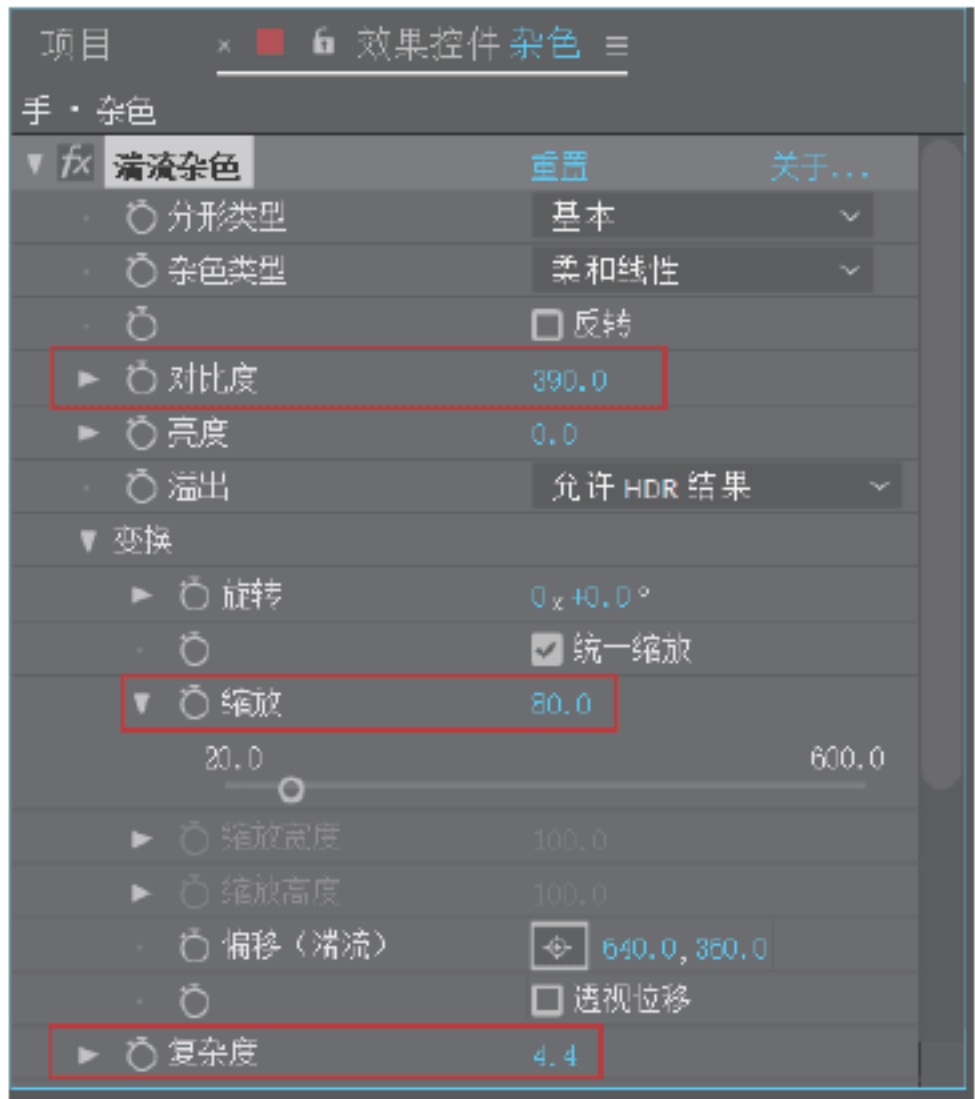 项目 × 效果控件 杂色 ≡
手 · 杂色
fx 湍流杂色 重置 关于...
分形类型 基本
杂色类型 柔和线性
反转
对比度 390.0
亮度 0.0
溢出 允许 HDR 结果
变换
旋转 0x+0.0°
统一缩放
缩放 80.0
20.0 600.0
缩放宽度 100.0
缩放高度 100.0
偏移（湍流） 640.0,360.0
透视位移
复杂度 4.4